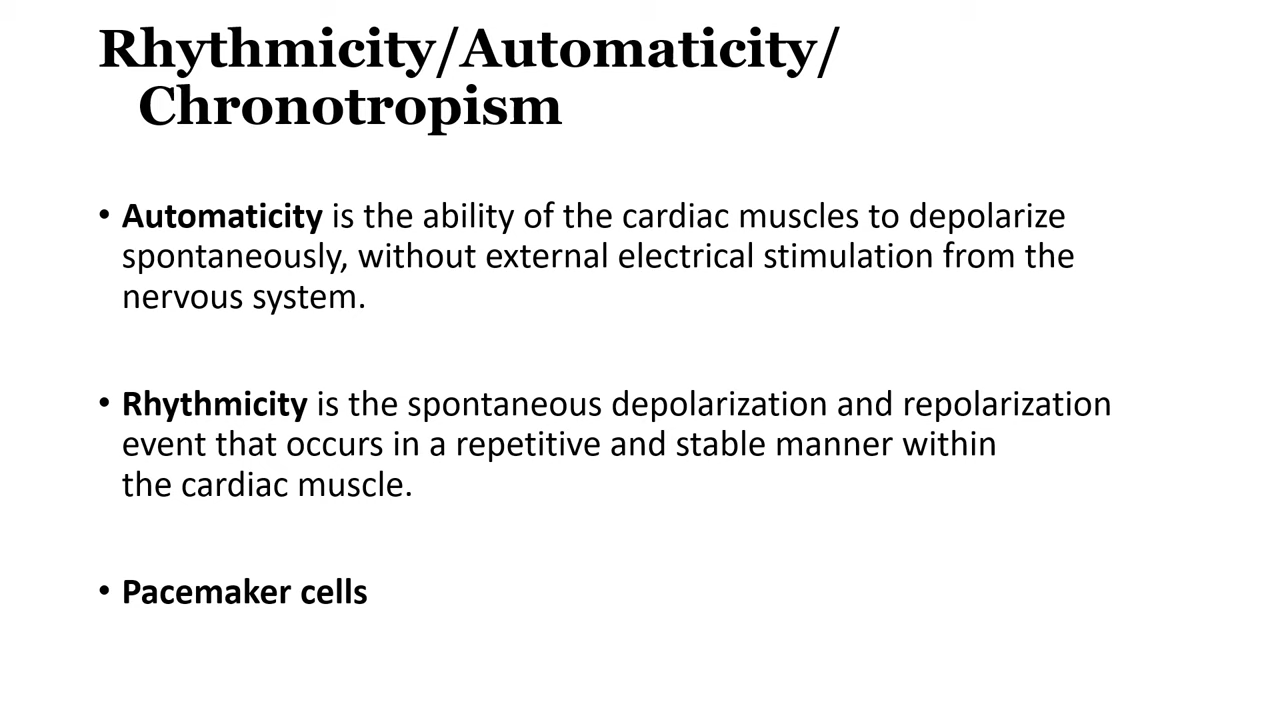 Rhythmicity/Automaticity/
Chronotropism
• Automaticity is the ability of the cardiac muscles to depolarize
spontaneously, without external electrical stimulation from the
nervous system.
• Rhythmicity is the spontaneous depolarization and repolarization
event that occurs in a repetitive and stable manner within
the cardiac muscle.
• Pacemaker cells